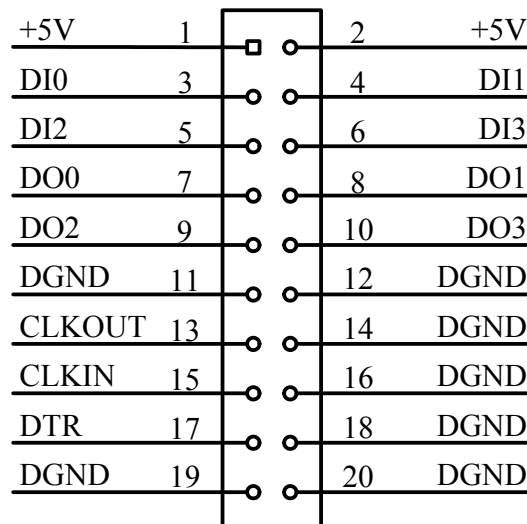 +5V 1 2 +5V
DI0 3 4 DI1
DI2 5 6 DI3
DO0 7 8 DO1
DO2 9 10 DO3
DGND 11 12 DGND
CLKOUT 13 14 DGND
CLKIN 15 16 DGND
DTR 17 18 DGND
DGND 19 20 DGND